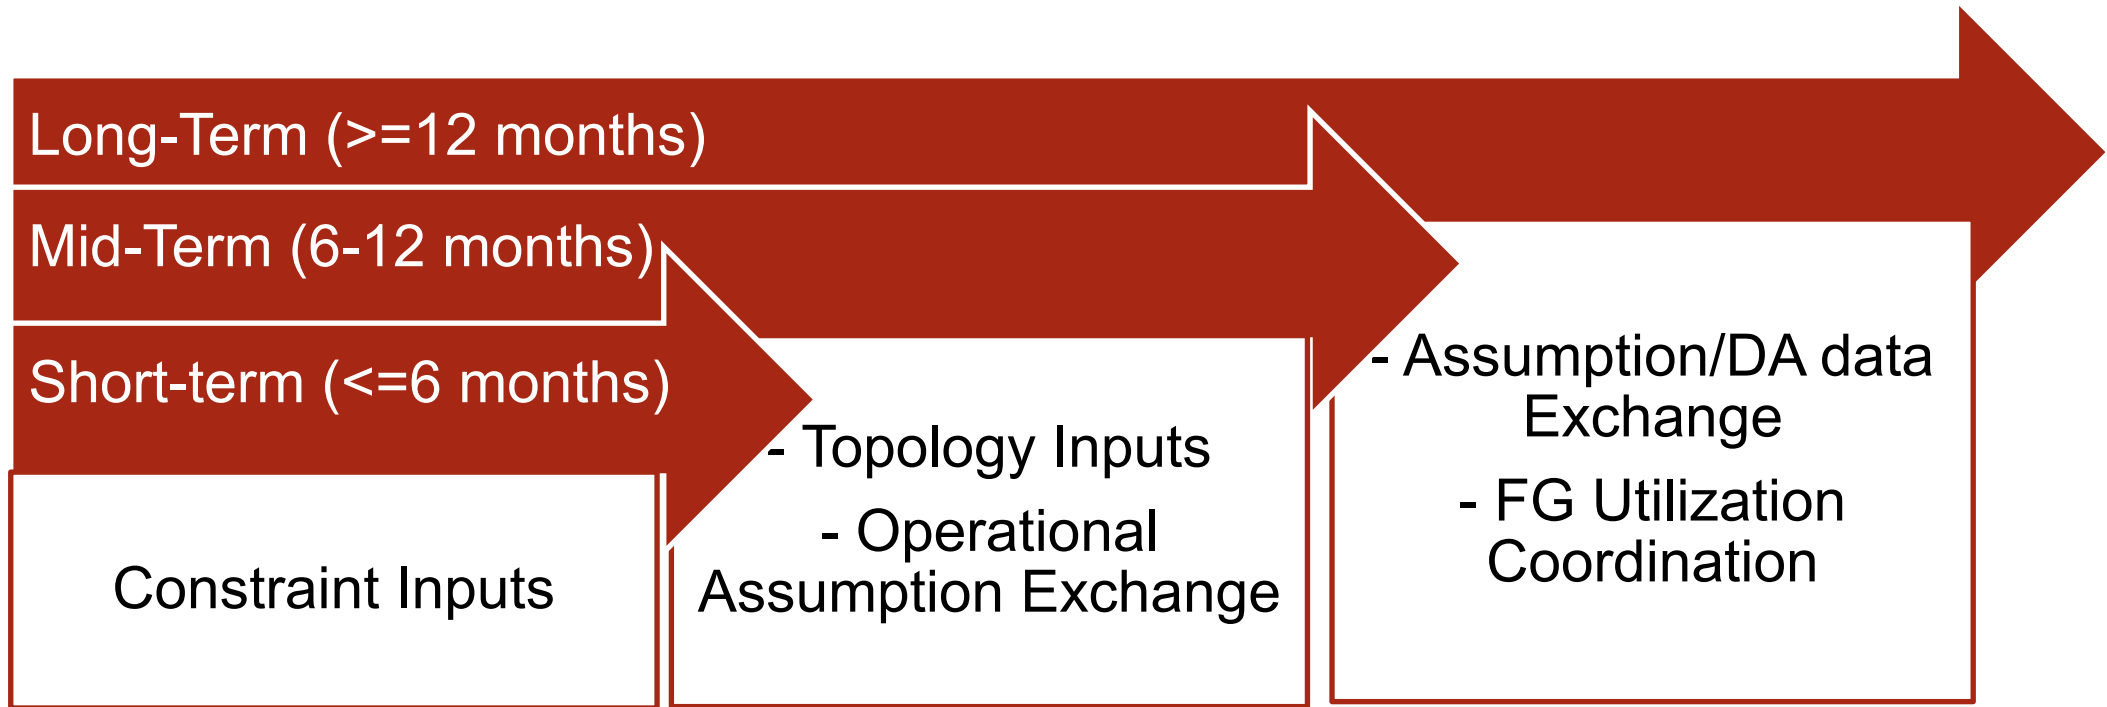 Long-Term (>=12 months)
Mid-Term (6-12 months)
Short-term (<=6 months)
Constraint Inputs
- Topology Inputs
- Operational
Assumption Exchange
- Assumption/DA data
Exchange
- FG Utilization
Coordination